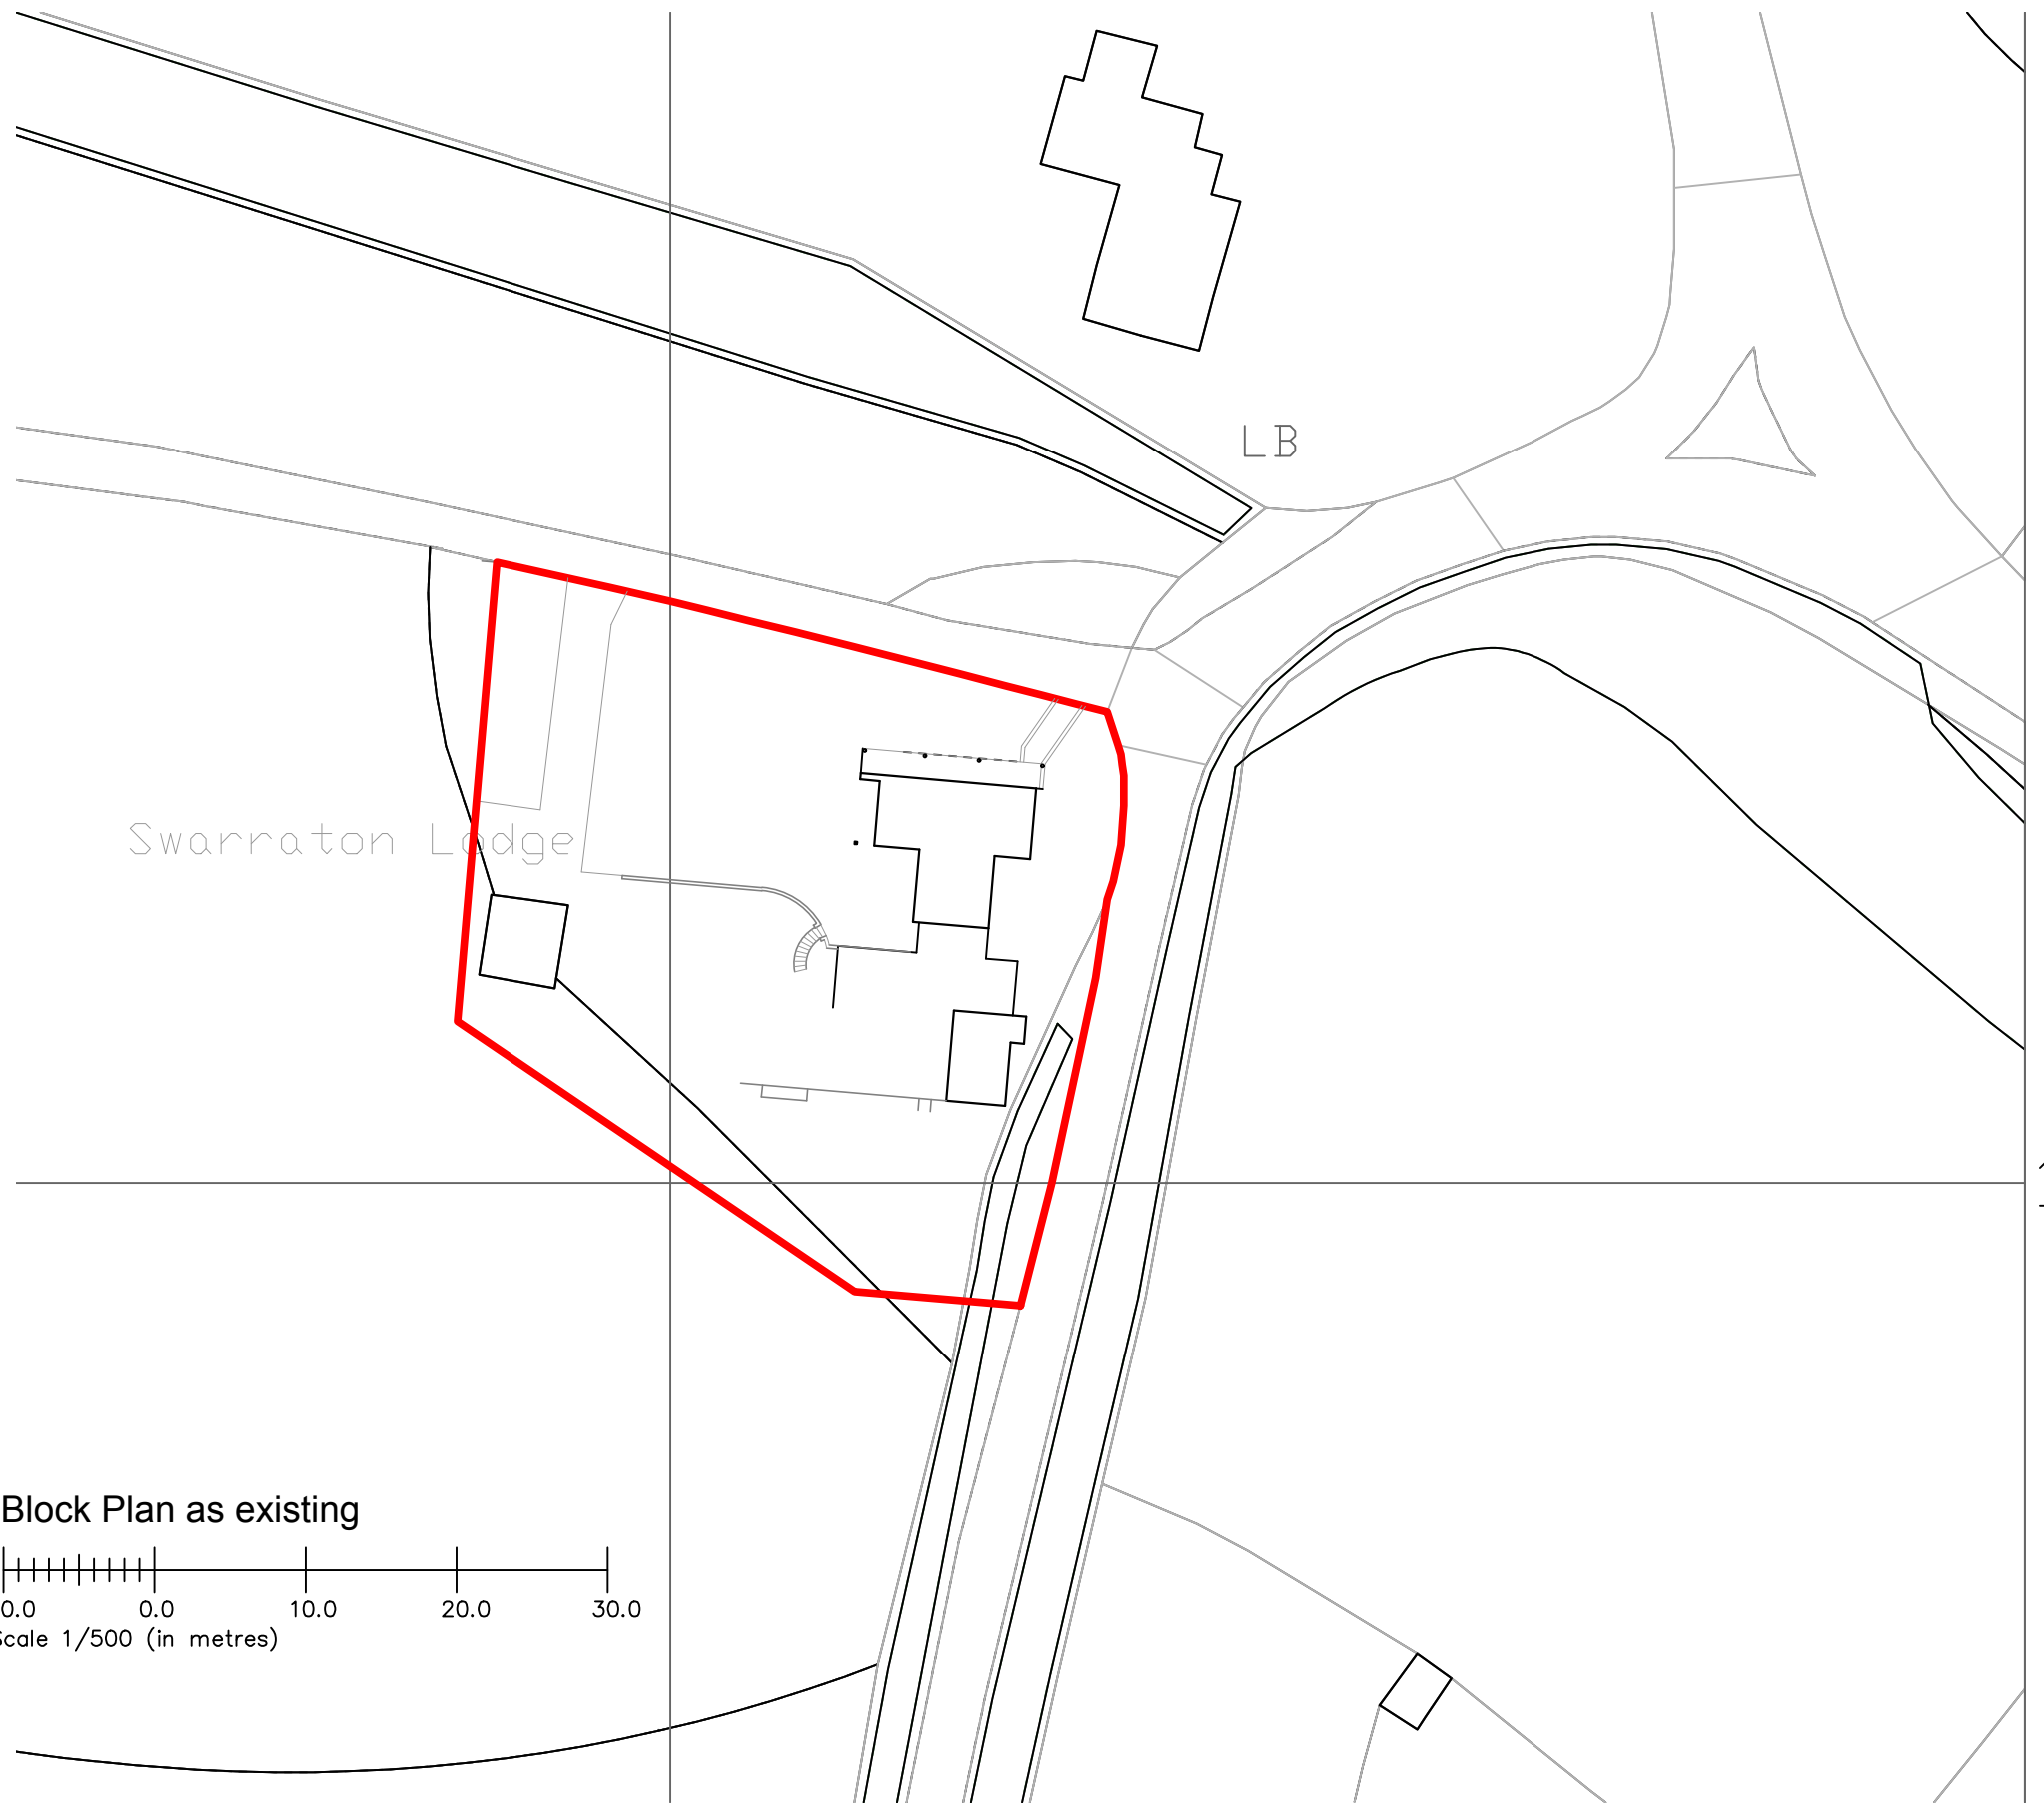 LB
Swarraton Lodge
Block Plan as existing
0.0 0.0 10.0 20.0 30.0
Scale 1/500 (in metres)